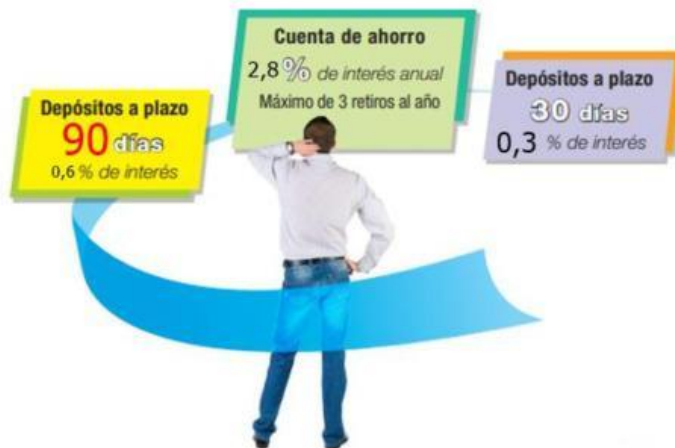 Depósitos a plazo
90 días
0,6 % de interés
Cuenta de ahorro
2,8% de interés anual
Máximo de 3 retiros al año
Depósitos a plazo
30 días
0,3 % de interés